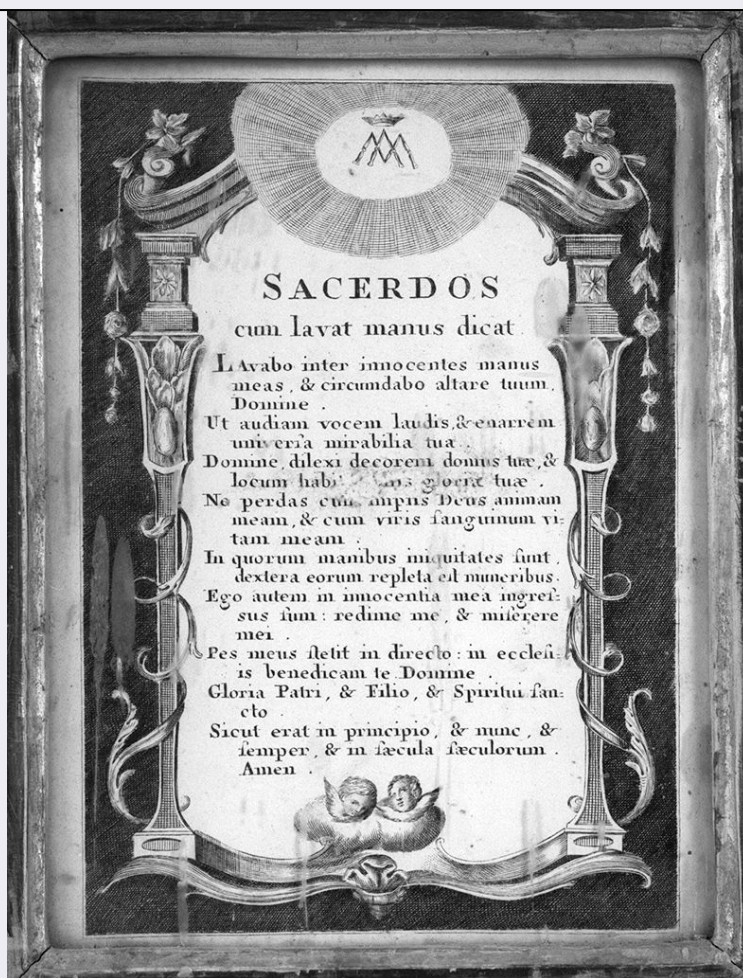 SACERDOS
cum lavat manus dicat
LAvabo inter innocentes manus
meas, & circumdabo altare tuum,
Domine .
Ut audiam vocem laudis, & enarrem
univerſa mirabilia tua .
Domine, dilexi decorem domus tuæ, &
locum gloriæ tuæ .
Ne perdas cum impiis Deus animam
meam, & cum viris ſanguinum vi:
tam meam .
In quorum manibus iniquitates ſunt,
dextera eorum repleta eſt muneribus.
Ego autem in innocentia mea ingreſ:
sus ſum : redime me, & miſerere
mei .
Pes meus ſtetit in directo : in eccleſi:
is benedicam te Domine .
Gloria Patri, & Filio, & Spiritui ſan:
cto .
Sicut erat in principio, & nunc, &
ſemper, & in ſæcula ſæculorum .
Amen .